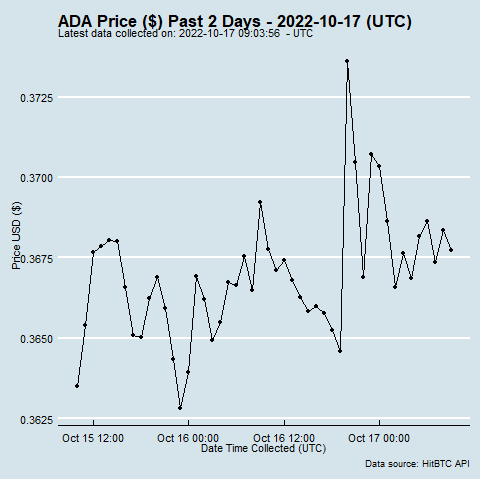 ADA Price ($) Past 2 Days - 2022-10-17 (UTC)
Latest data collected on: 2022-10-17 09:03:56 - UTC
0.3725
0.3700
0.3675
0.3650
0.3625
Price USD ($)
Oct 15 12:00 Oct 16 00:00 Oct 16 12:00 Oct 17 00:00
Date Time Collected (UTC)
Data source: HitBTC API